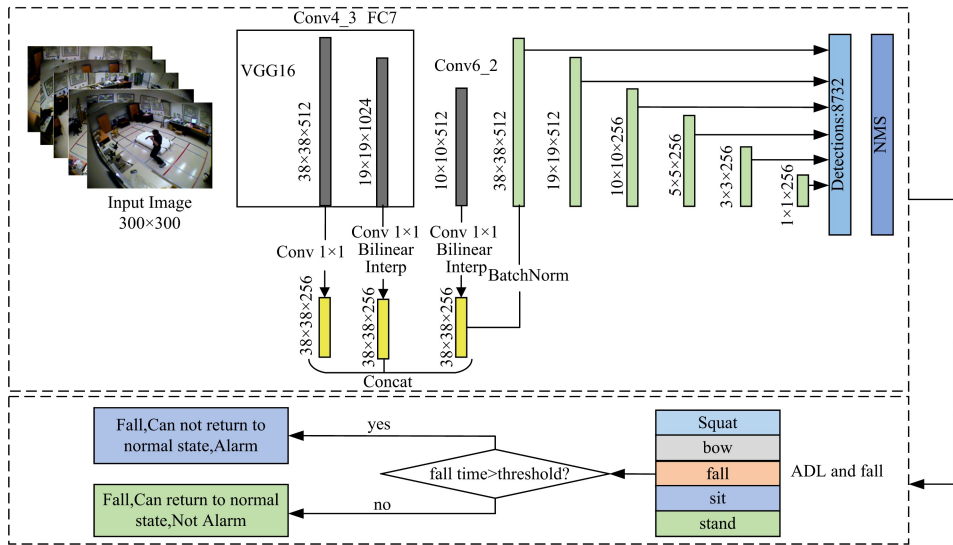 Conv4_3 FC7
VGG16
38×38×512
19×19×1024
Conv6_2
10×10×512
38×38×512
19×19×512
10×10×256
5×5×256
3×3×256
1×1×256
Detections:8732
NMS
Input Image
300×300
Conv 1×1
Conv 1×1
Bilinear
Interp
Conv 1×1
Bilinear
Interp
BatchNorm
38×38×256
38×38×256
38×38×256
Concat
Fall,Can not return to
normal state,Alarm
yes
fall time>threshold?
no
Fall,Can return to normal
state,Not Alarm
Squat
bow
fall
sit
stand
ADL and fall